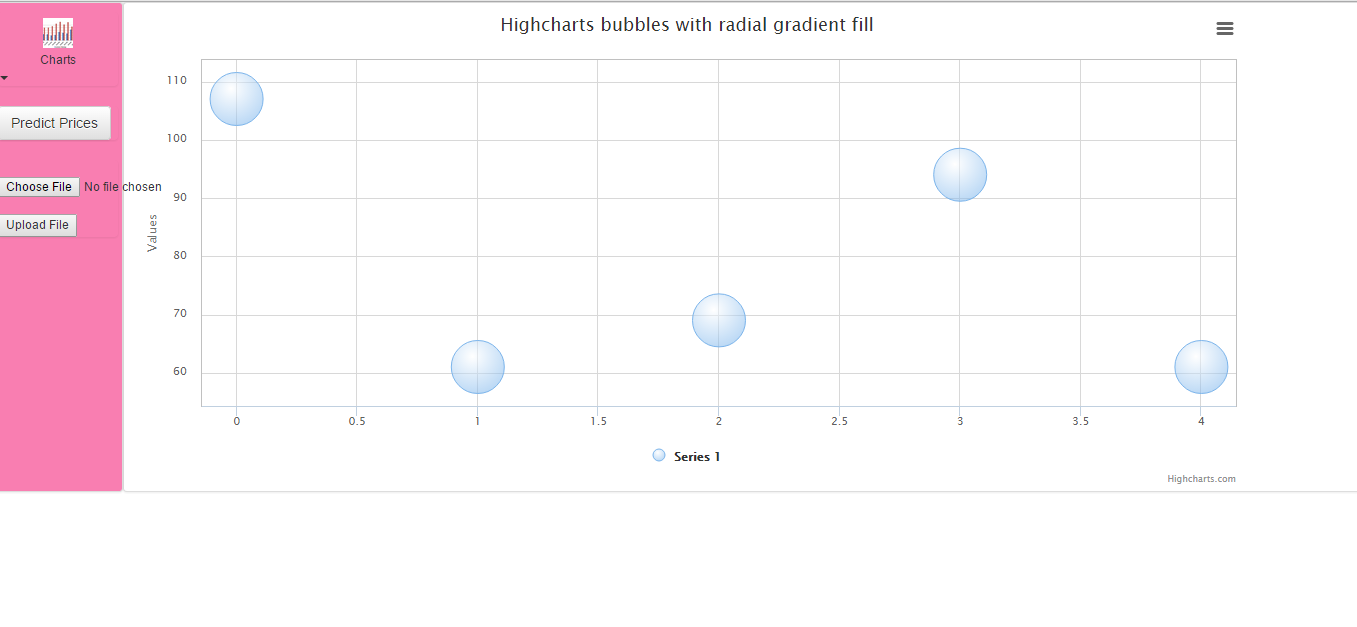 Charts
Predict Prices
Choose File No file chosen
Upload File
Highcharts bubbles with radial gradient fill
Values
110
100
90
80
70
60
0 0.5 1 1.5 2 2.5 3 3.5 4
Series 1
Highcharts.com